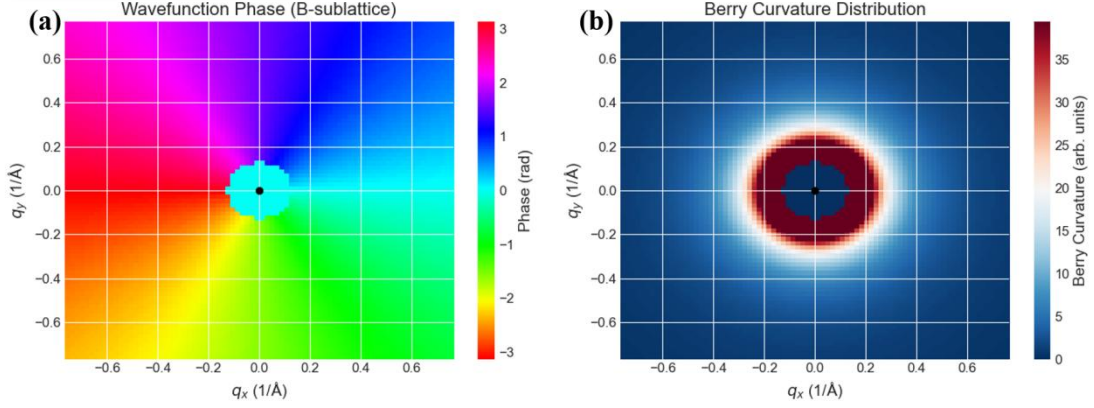 (a)
Wavefunction Phase (B-sublattice)
0.6
0.4
0.2
0.0
−0.2
−0.4
−0.6
q_y (1/Å)
−0.6 −0.4 −0.2 0.0 0.2 0.4 0.6
q_x (1/Å)
3
2
1
0
−1
−2
−3
Phase (rad)
(b)
Berry Curvature Distribution
0.6
0.4
0.2
0.0
−0.2
−0.4
−0.6
q_y (1/Å)
−0.6 −0.4 −0.2 0.0 0.2 0.4 0.6
q_x (1/Å)
35
30
25
20
15
10
5
0
Berry Curvature (arb. units)